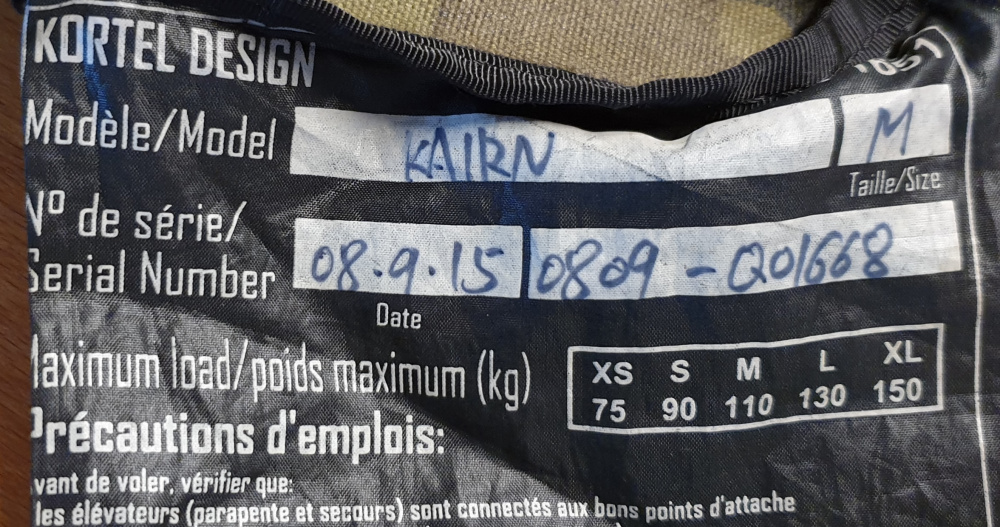 KORTEL DESIGN
Modèle/Model KAIRN M
Taille/Size
N° de série/
Serial Number 08.9.15 0809-Q01668
Date
Maximum load/poids maximum (kg)
XS S M L XL
75 90 110 130 150
Précautions d'emplois:
vant de voler, vérifier que:
les élévateurs (parapente et secours) sont connectés aux bons points d'attache